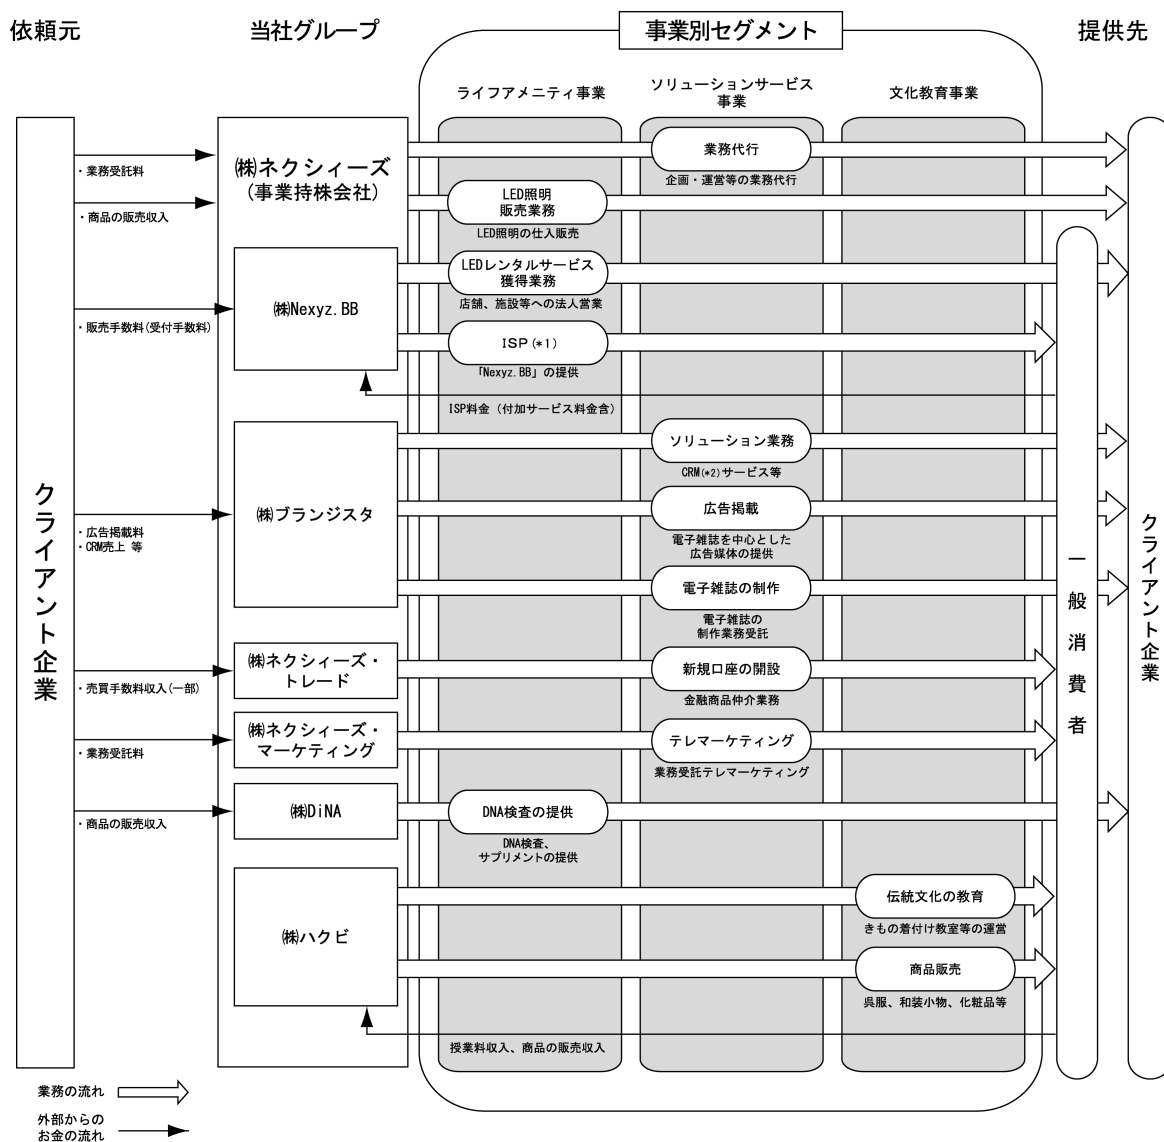 依頼元
当社グループ
事業別セグメント
提供先
ライフアメニティ事業
ソリューションサービス
事業
文化教育事業
クライアント企業
・業務受託料
・商品の販売収入
・販売手数料(受付手数料)
・広告掲載料
・CRM売上 等
・売買手数料収入(一部)
・業務受託料
・商品の販売収入
㈱ネクシィーズ
(事業持株会社)
㈱Nexyz.BB
㈱ブランジスタ
㈱ネクシィーズ・
トレード
㈱ネクシィーズ・
マーケティング
㈱DiNA
㈱ハクビ
業務代行
企画・運営等の業務代行
LED照明
販売業務
LED照明の仕入販売
LEDレンタルサービス
獲得業務
店舗、施設等への法人営業
ISP(*1)
「Nexyz.BB」の提供
ISP料金(付加サービス料金含)
ソリューション業務
CRM(*2)サービス等
広告掲載
電子雑誌を中心とした
広告媒体の提供
電子雑誌の制作
電子雑誌の
制作業務受託
新規口座の開設
金融商品仲介業務
テレマーケティング
業務受託テレマーケティング
DNA検査の提供
DNA検査、
サプリメントの提供
伝統文化の教育
きもの着付け教室等の運営
商品販売
呉服、和装小物、化粧品等
授業料収入、商品の販売収入
一般消費者
クライアント企業
業務の流れ
外部からの
お金の流れ